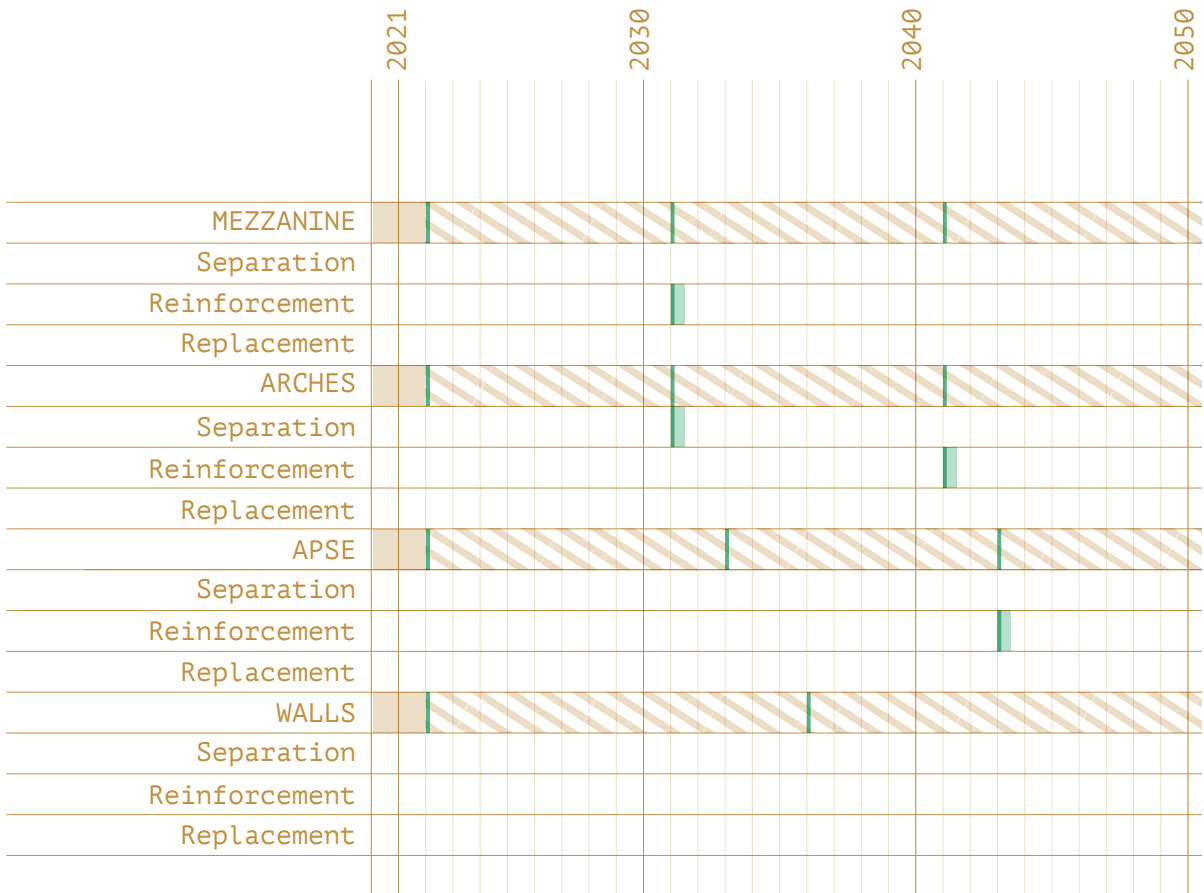 2021
2030
2040
2050
MEZZANINE
Separation
Reinforcement
Replacement
ARCHES
Separation
Reinforcement
Replacement
APSE
Separation
Reinforcement
Replacement
WALLS
Separation
Reinforcement
Replacement